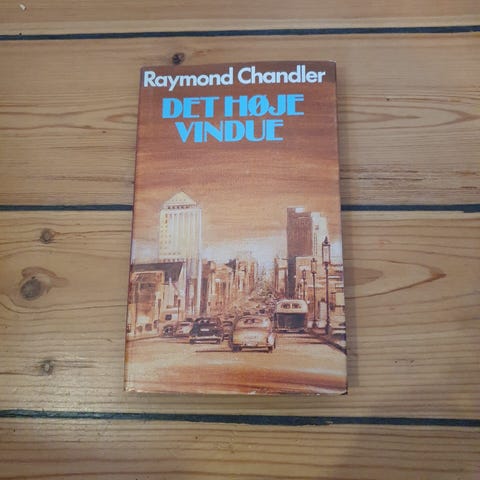 Raymond Chandler
DET HØJE
VINDUE